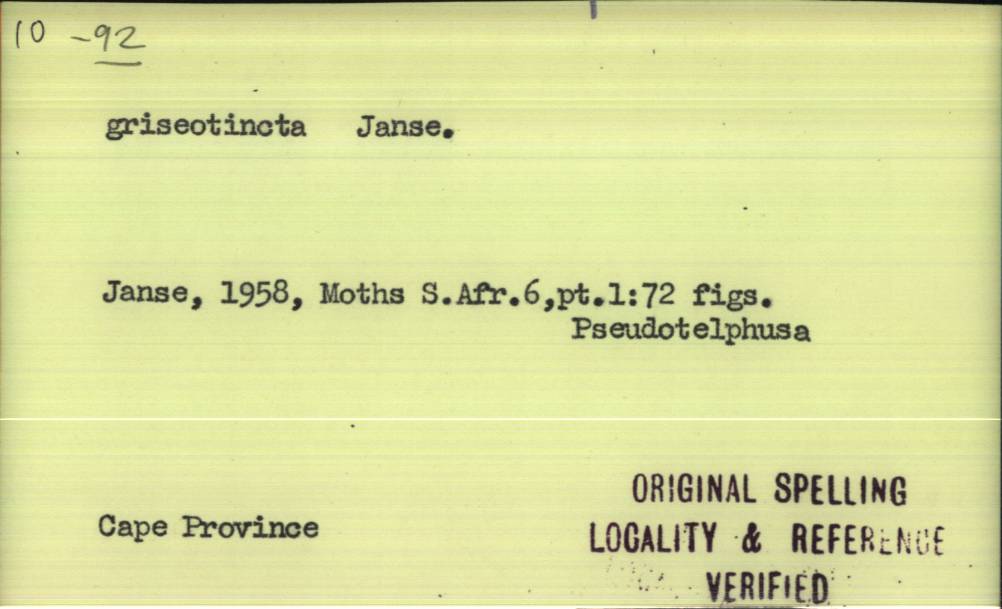 10 -92
griseotincta Janse.
Janse, 1958, Moths S.Afr.6,pt.1:72 figs.
Pseudotelphusa
Cape Province
ORIGINAL SPELLING
LOCALITY & REFERENCE
VERIFIED